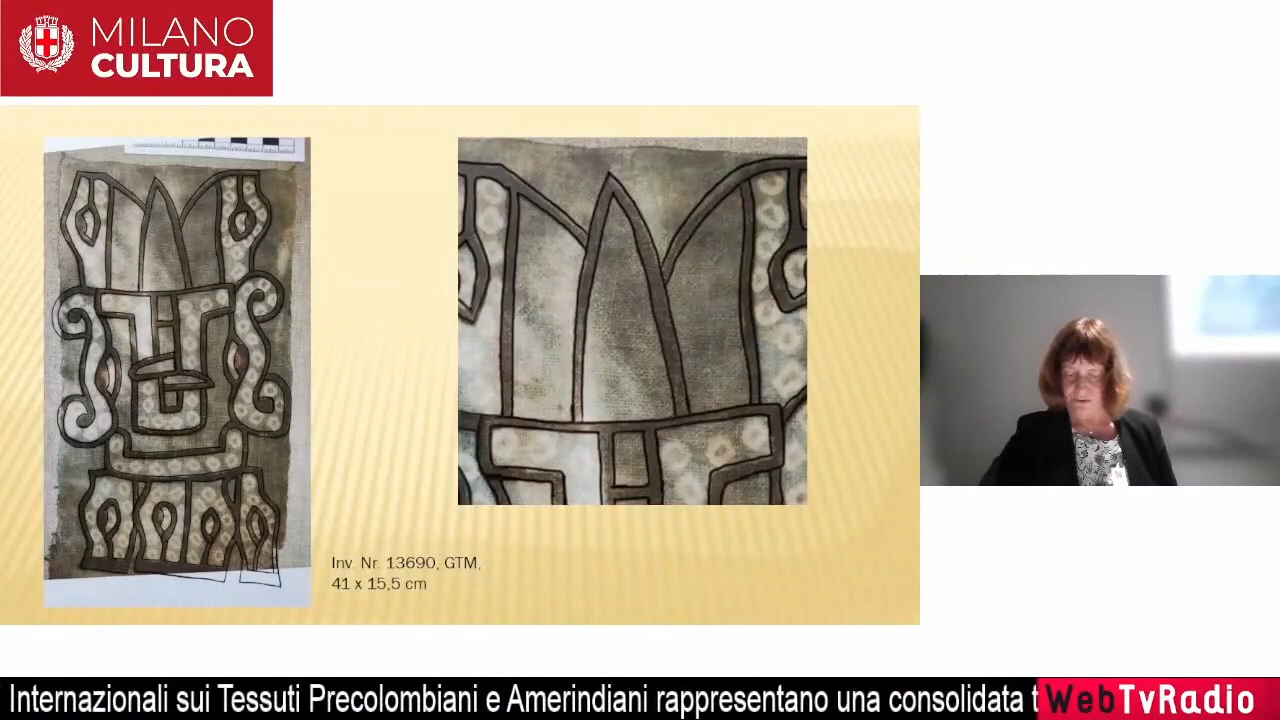 MILANO
CULTURA
Inv. Nr. 13690, GTM,
41 x 15,5 cm
Internazionali sui Tessuti Precolombiani e Amerindiani rappresentano una consolidata t
WebTvRadio